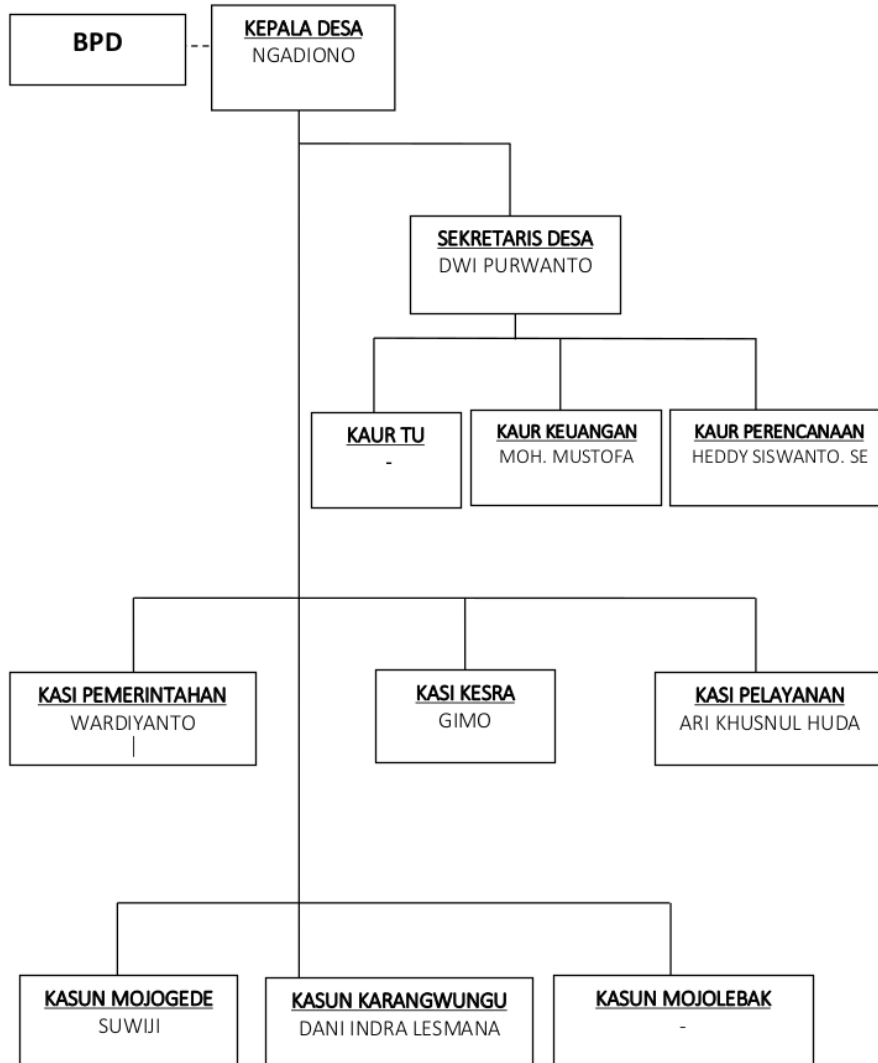 BPD
KEPALA DESA
NGADIONO
SEKRETARIS DESA
DWI PURWANTO
KAUR TU
-
KAUR KEUANGAN
MOH. MUSTOFA
KAUR PERENCANAAN
HEDDY SISWANTO. SE
KASI PEMERINTAHAN
WARDIYANTO
KASI KESRA
GIMO
KASI PELAYANAN
ARI KHUSNUL HUDA
KASUN MOJOGEDE
SUWIJI
KASUN KARANGWUNGU
DANI INDRA LESMANA
KASUN MOJOLEBAK
-